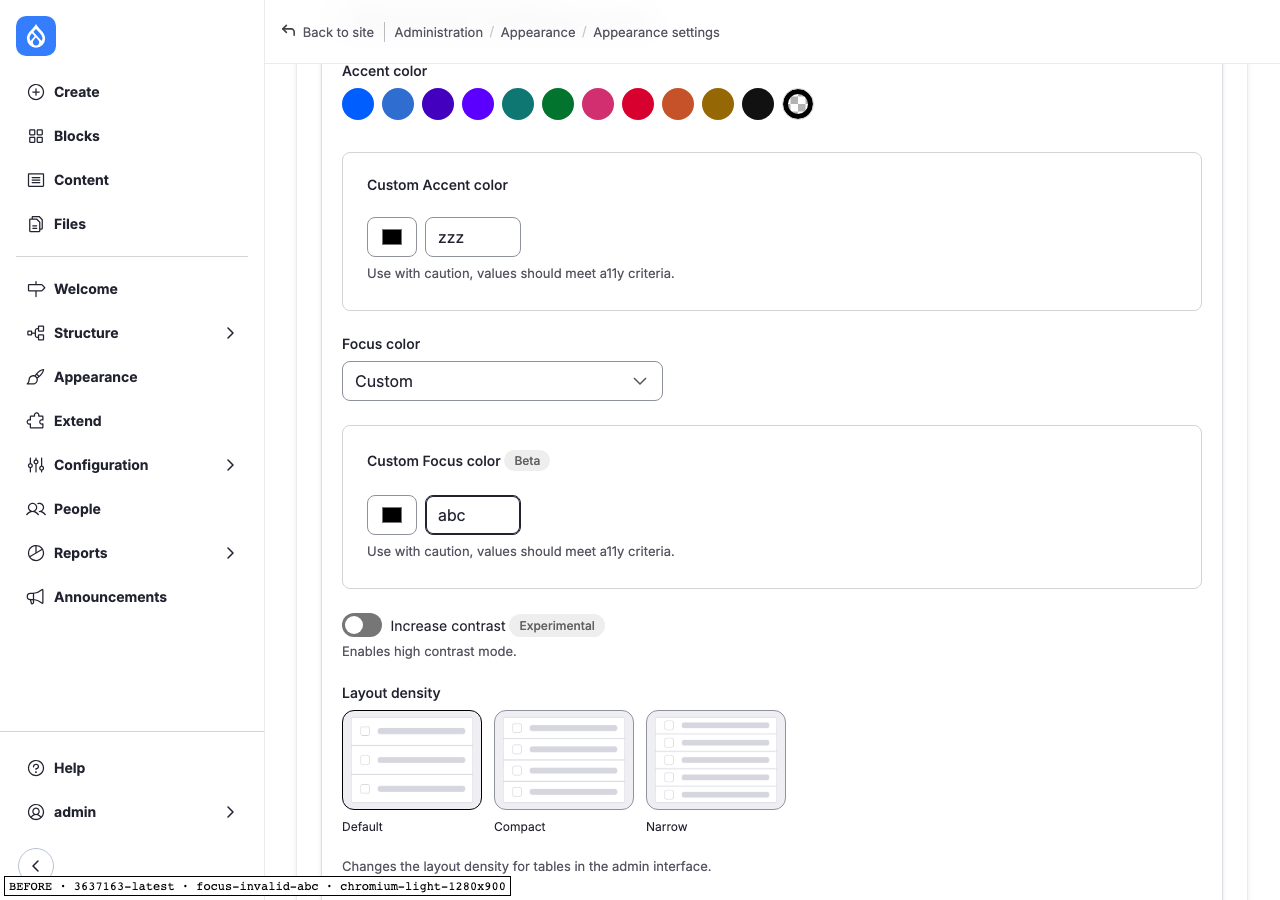 Back to site
Administration / Appearance / Appearance settings
Create
Blocks
Content
Files
Welcome
Structure
Appearance
Extend
Configuration
People
Reports
Announcements
Help
admin
Accent color
Custom Accent color
zzz
Use with caution, values should meet a11y criteria.
Focus color
Custom
Custom Focus color Beta
abc
Use with caution, values should meet a11y criteria.
Increase contrast Experimental
Enables high contrast mode.
Layout density
Default
Compact
Narrow
Changes the layout density for tables in the admin interface.
BEFORE · 3637163-latest · focus-invalid-abc · chromium-light-1280x900